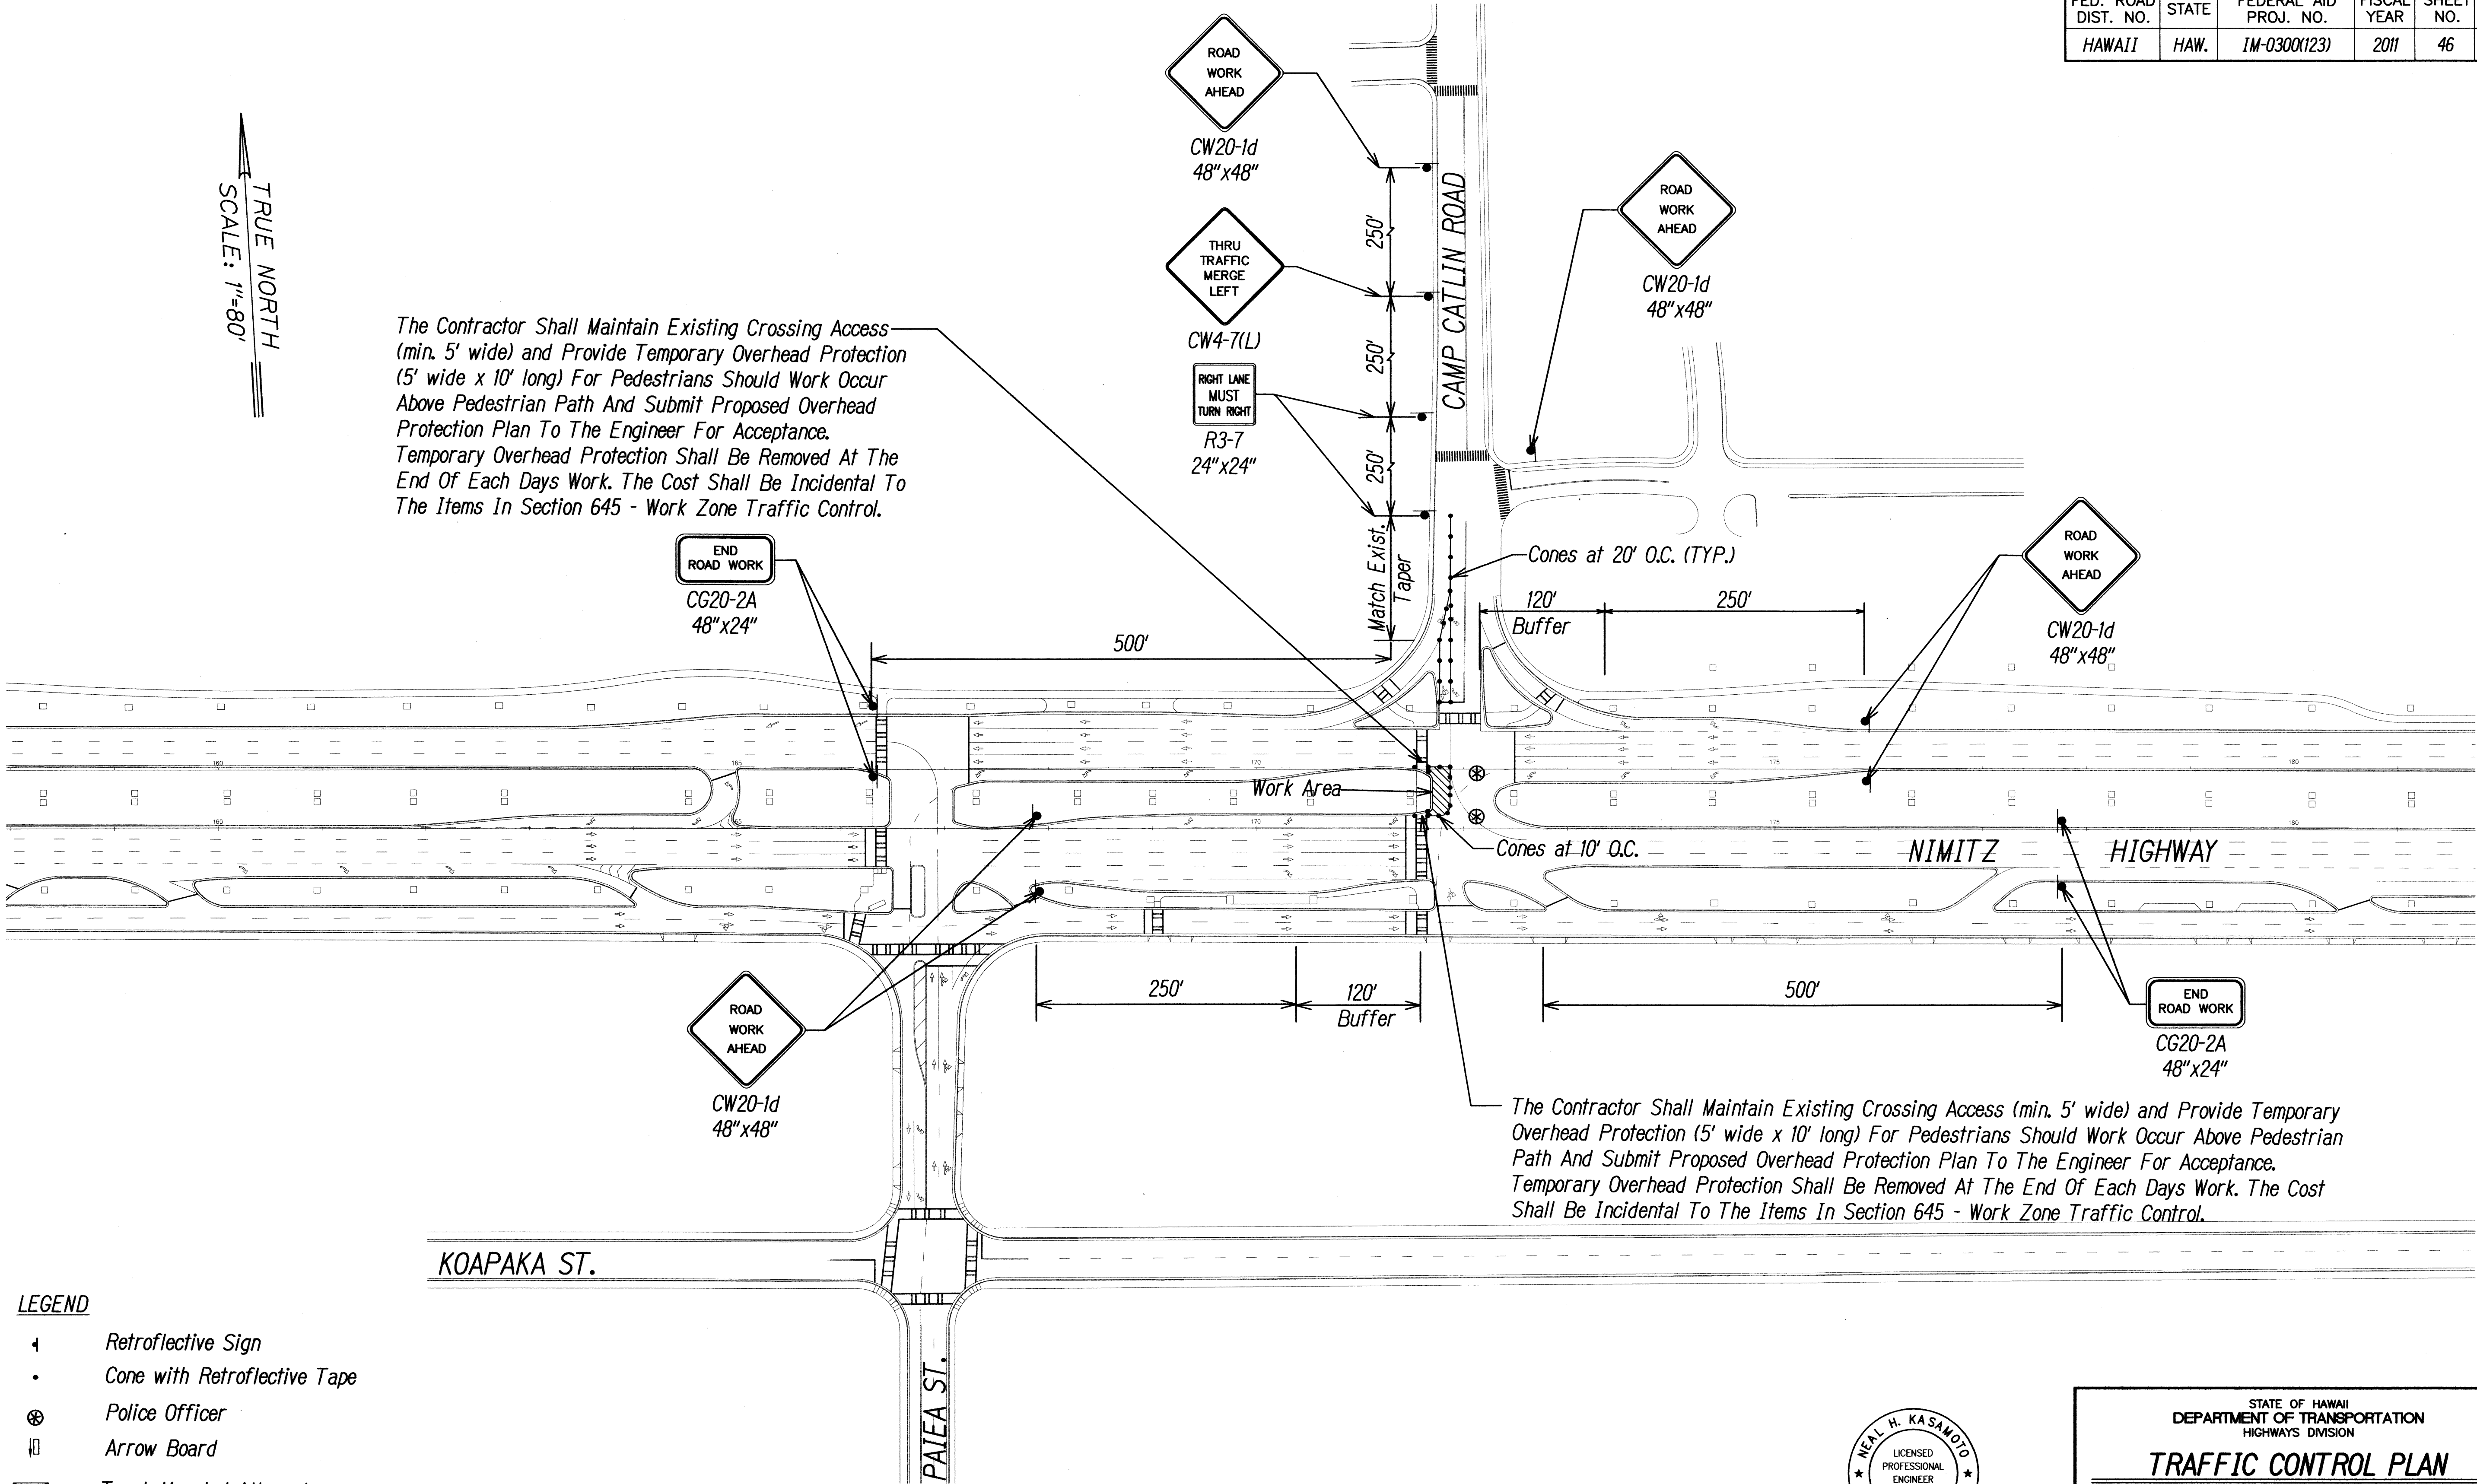 FED. ROAD DIST. NO.
STATE
FEDERAL AID PROJ. NO.
FISCAL YEAR
SHEET NO.
HAWAII
HAW.
IM-0300(123)
2011
46
TRUE NORTH
SCALE: 1"=80'
ROAD
WORK
AHEAD
CW20-1d
48"x48"
THRU
TRAFFIC
MERGE
LEFT
CW4-7(L)
RIGHT LANE
MUST
TURN RIGHT
R3-7
24"x24"
250'
250'
250'
Match Exist.
Taper
CAMP CATLIN ROAD
ROAD
WORK
AHEAD
CW20-1d
48"x48"
The Contractor Shall Maintain Existing Crossing Access
(min. 5' wide) and Provide Temporary Overhead Protection
(5' wide x 10' long) For Pedestrians Should Work Occur
Above Pedestrian Path And Submit Proposed Overhead
Protection Plan To The Engineer For Acceptance.
Temporary Overhead Protection Shall Be Removed At The
End Of Each Days Work. The Cost Shall Be Incidental To
The Items In Section 645 - Work Zone Traffic Control.
END
ROAD WORK
CG20-2A
48"x24"
500'
Cones at 20' O.C. (TYP.)
120'
Buffer
250'
ROAD
WORK
AHEAD
CW20-1d
48"x48"
160
165
170
175
180
Work Area
160
165
170
175
180
Cones at 10' O.C.
NIMITZ HIGHWAY
ROAD
WORK
AHEAD
CW20-1d
48"x48"
250'
120'
Buffer
500'
END
ROAD WORK
CG20-2A
48"x24"
The Contractor Shall Maintain Existing Crossing Access (min. 5' wide) and Provide Temporary
Overhead Protection (5' wide x 10' long) For Pedestrians Should Work Occur Above Pedestrian
Path And Submit Proposed Overhead Protection Plan To The Engineer For Acceptance.
Temporary Overhead Protection Shall Be Removed At The End Of Each Days Work. The Cost
Shall Be Incidental To The Items In Section 645 - Work Zone Traffic Control.
KOAPAKA ST.
PAIEA ST.
LEGEND
Retroflective Sign
Cone with Retroflective Tape
Police Officer
Arrow Board
NEAL H. KASAMOTO
LICENSED
PROFESSIONAL
ENGINEER
STATE OF HAWAII
DEPARTMENT OF TRANSPORTATION
HIGHWAYS DIVISION
TRAFFIC CONTROL PLAN